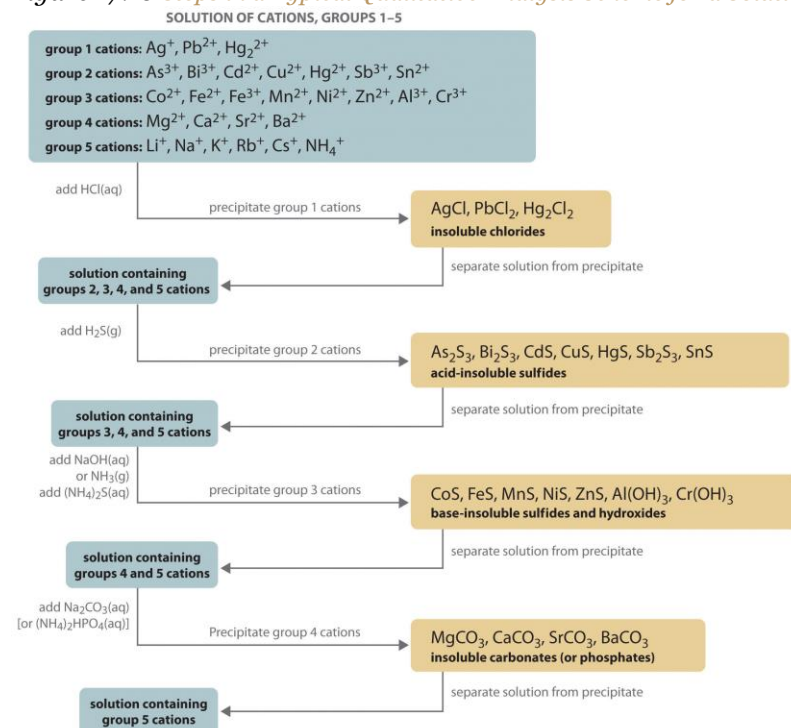 SOLUTION OF CATIONS, GROUPS 1–5
group 1 cations: Ag⁺, Pb²⁺, Hg₂²⁺
group 2 cations: As³⁺, Bi³⁺, Cd²⁺, Cu²⁺, Hg²⁺, Sb³⁺, Sn²⁺
group 3 cations: Co²⁺, Fe²⁺, Fe³⁺, Mn²⁺, Ni²⁺, Zn²⁺, Al³⁺, Cr³⁺
group 4 cations: Mg²⁺, Ca²⁺, Sr²⁺, Ba²⁺
group 5 cations: Li⁺, Na⁺, K⁺, Rb⁺, Cs⁺, NH₄⁺
add HCl(aq)
precipitate group 1 cations
AgCl, PbCl₂, Hg₂Cl₂
insoluble chlorides
separate solution from precipitate
solution containing
groups 2, 3, 4, and 5 cations
add H₂S(g)
precipitate group 2 cations
As₂S₃, Bi₂S₃, CdS, CuS, HgS, Sb₂S₃, SnS
acid-insoluble sulfides
separate solution from precipitate
solution containing
groups 3, 4, and 5 cations
add NaOH(aq)
or NH₃(g)
add (NH₄)₂S(aq)
precipitate group 3 cations
CoS, FeS, MnS, NiS, ZnS, Al(OH)₃, Cr(OH)₃
base-insoluble sulfides and hydroxides
separate solution from precipitate
solution containing
groups 4 and 5 cations
add Na₂CO₃(aq)
[or (NH₄)₂HPO₄(aq)]
Precipitate group 4 cations
MgCO₃, CaCO₃, SrCO₃, BaCO₃
insoluble carbonates (or phosphates)
separate solution from precipitate
solution containing
group 5 cations